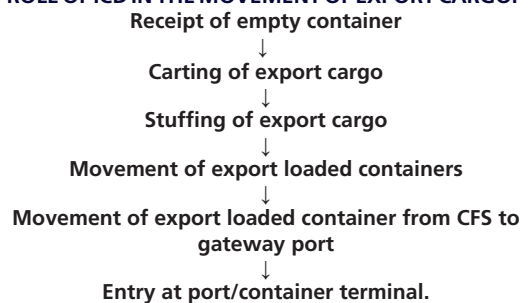 ROLE OF ICD IN THE MOVEMENT OF EXPORT CARGO:
Receipt of empty container
↓
Carting of export cargo
↓
Stuffing of export cargo
↓
Movement of export loaded containers
↓
Movement of export loaded container from CFS to
gateway port
↓
Entry at port/container terminal.